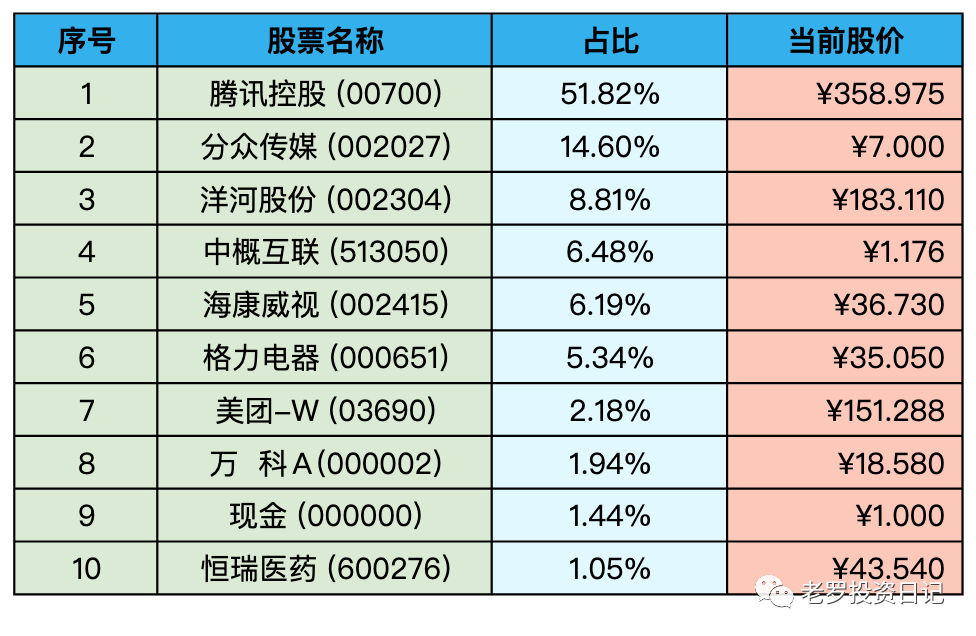 序号 股票名称 占比 当前股价
1 腾讯控股 (00700) 51.82% ¥358.975
2 分众传媒 (002027) 14.60% ¥7.000
3 洋河股份 (002304) 8.81% ¥183.110
4 中概互联 (513050) 6.48% ¥1.176
5 海康威视 (002415) 6.19% ¥36.730
6 格力电器 (000651) 5.34% ¥35.050
7 美团-W (03690) 2.18% ¥151.288
8 万 科A(000002) 1.94% ¥18.580
9 现金 (000000) 1.44% ¥1.000
10 恒瑞医药 (600276) 1.05% ¥43.540
老罗投资日记